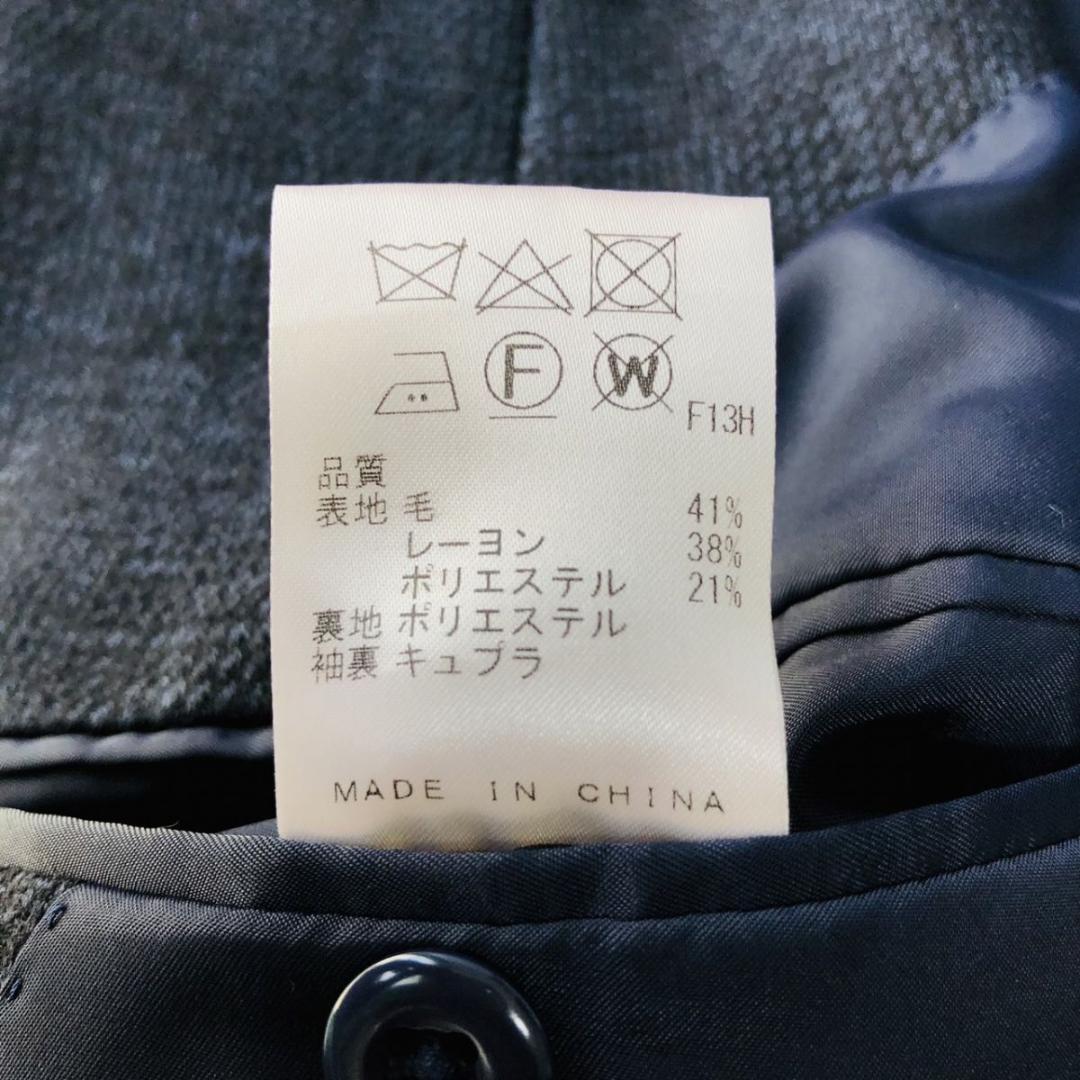 F W
F13H
品質
表地 毛 41%
レーヨン 38%
ポリエステル 21%
裏地 ポリエステル
袖裏 キュプラ
MADE IN CHINA